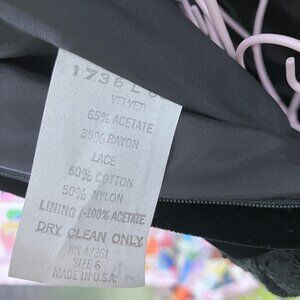 VELVET
65% ACETATE
35% RAYON
LACE
50% COTTON
50% NYLON
LINING - 100% ACETATE
DRY CLEAN ONLY
RN 42261
SIZE 6
MADE IN U.S.A.